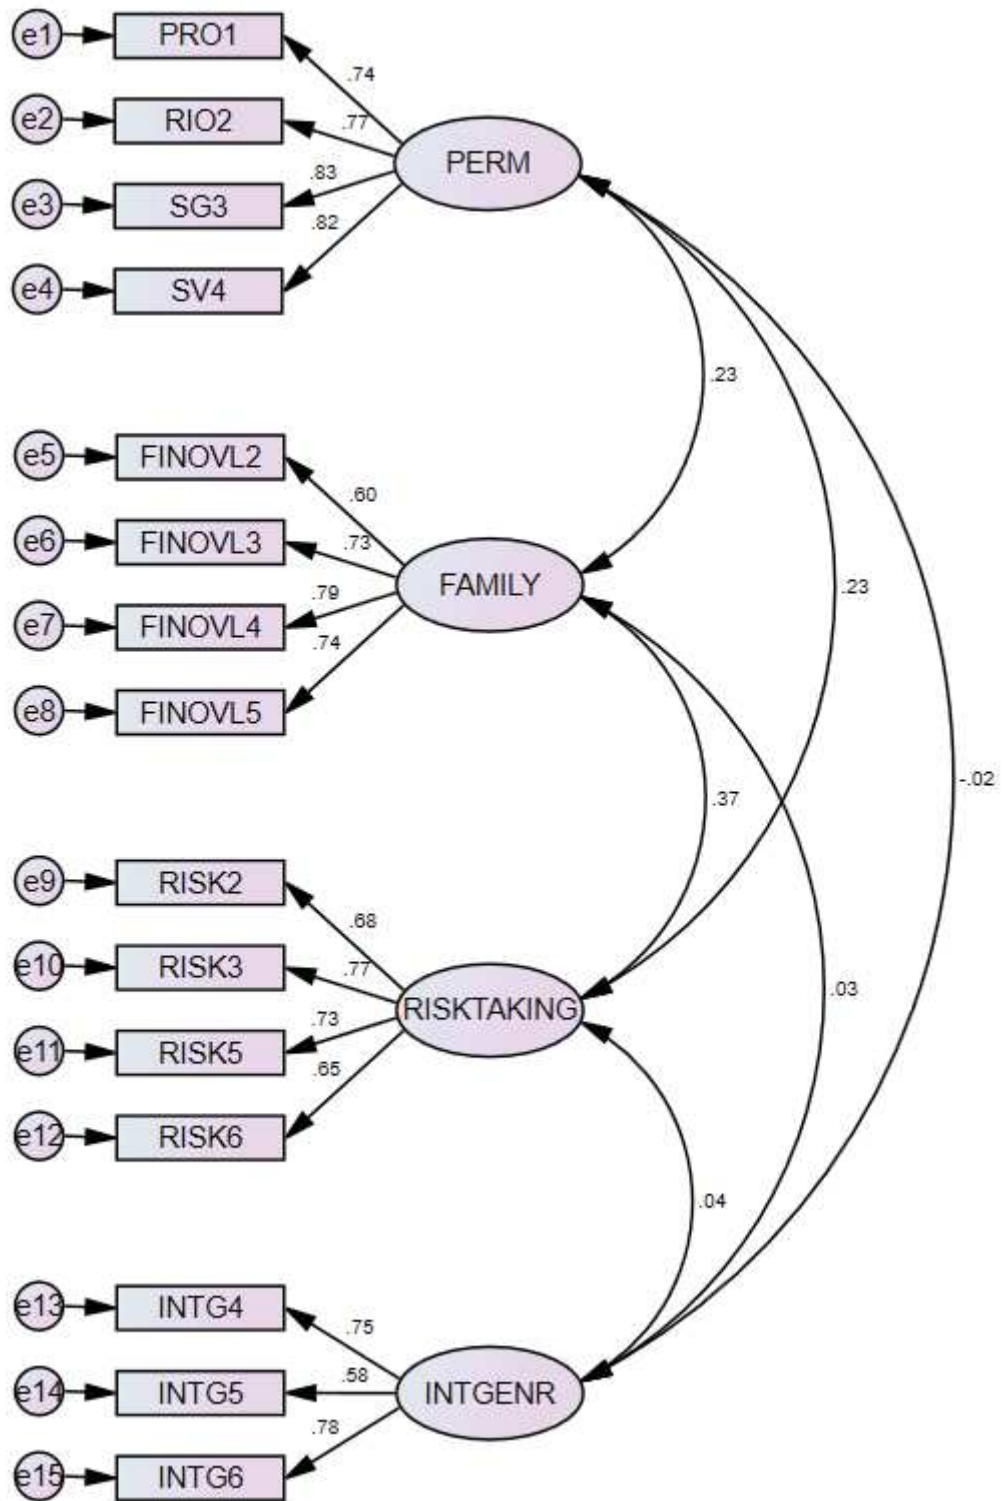 e1 PRO1
.74
e2 RIO2 .77
PERM
.83
e3 SG3
.82
e4 SV4
.23
e5 FINOVL2
.60
e6 FINOVL3 .73
FAMILY .23
.79
e7 FINOVL4
.74
e8 FINOVL5
-.02
.37
e9 RISK2
.68
e10 RISK3 .77
.03
RISKTAKING
.73
e11 RISK5
.65
e12 RISK6
.04
e13 INTG4
.75
.58
e14 INTG5 INTGENR
.78
e15 INTG6